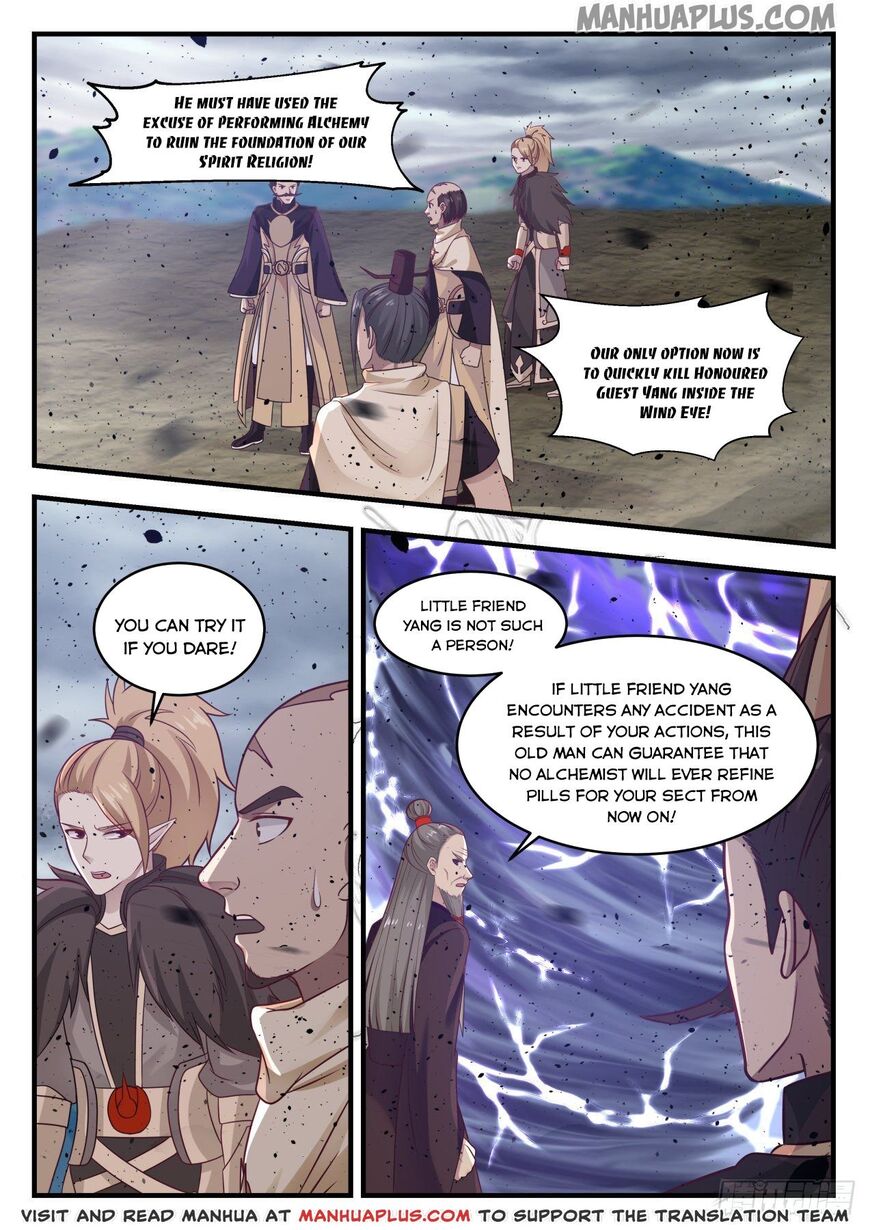 MANHUAPLUS.COM
HE MUST HAVE USED THE
EXCUSE OF PERFORMING ALCHEMY
TO RUIN THE FOUNDATION OF OUR
SPIRIT RELIGION!
OUR ONLY OPTION NOW IS
TO QUICKLY KILL HONOURED
GUEST YANG INSIDE THE
WIND EYE!
YOU CAN TRY IT
IF YOU DARE!
LITTLE FRIEND
YANG IS NOT SUCH
A PERSON!
IF LITTLE FRIEND YANG
ENCOUNTERS ANY ACCIDENT AS A
RESULT OF YOUR ACTIONS, THIS
OLD MAN CAN GUARANTEE THAT
NO ALCHEMIST WILL EVER REFINE
PILLS FOR YOUR SECT FROM
NOW ON!
VISIT AND READ MANHUA AT MANHUAPLUS.COM TO SUPPORT THE TRANSLATION TEAM